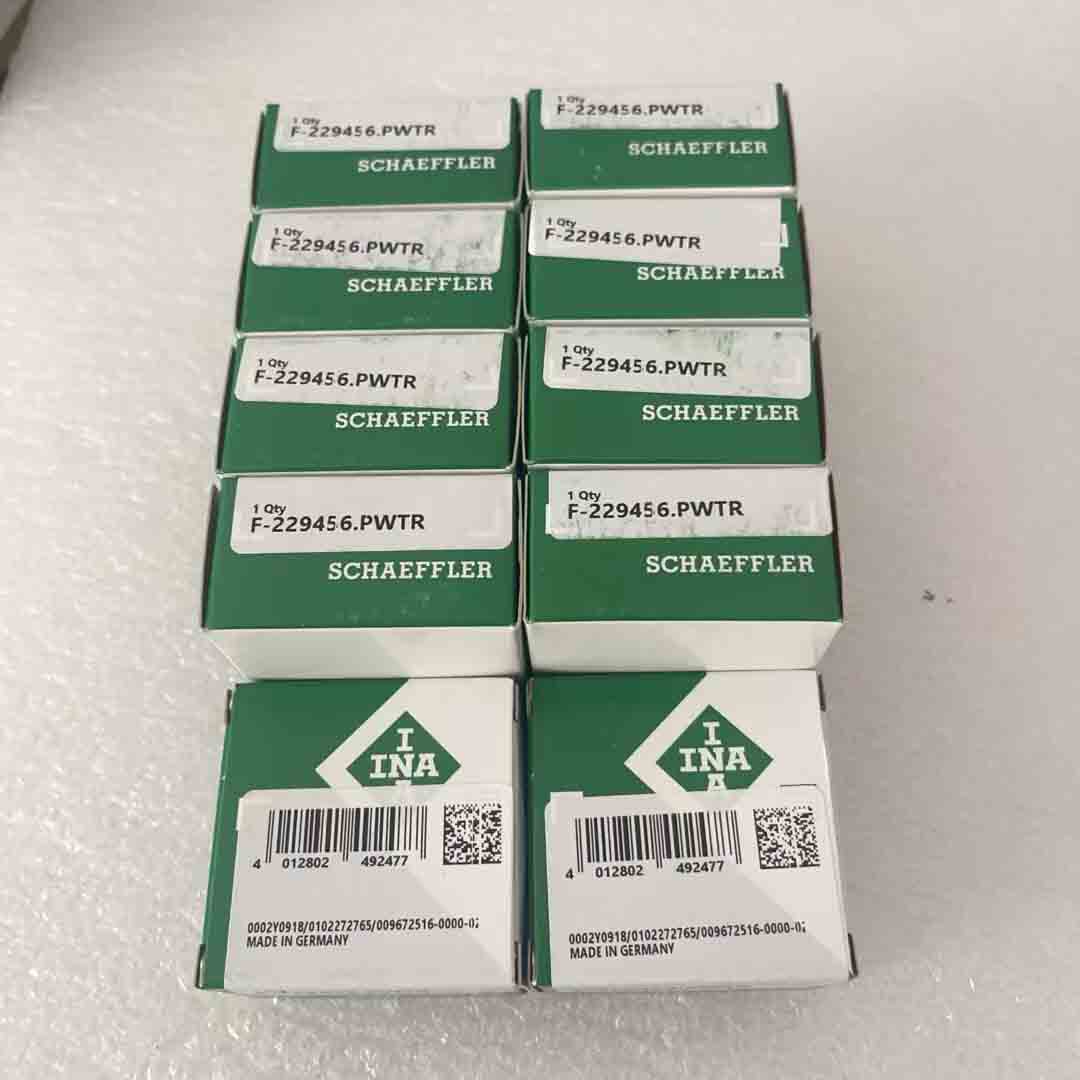 1 Qty
F-229456.PWTR
SCHAEFFLER
1 Qty
F-229456.PWTR
SCHAEFFLER
1 Qty
F-229456.PWTR
SCHAEFFLER
1 Qty
F-229456.PWTR
SCHAEFFLER
1 Qty
F-229456.PWTR
SCHAEFFLER
1 Qty
F-229456.PWTR
SCHAEFFLER
1 Qty
F-229456.PWTR
SCHAEFFLER
1 Qty
F-229456.PWTR
SCHAEFFLER
I
INA
A
4 012802 492477
0002Y0918/0102272765/009672516-0000-02
MADE IN GERMANY
I
INA
A
4 012802 492477
0002Y0918/0102272765/009672516-0000-02
MADE IN GERMANY